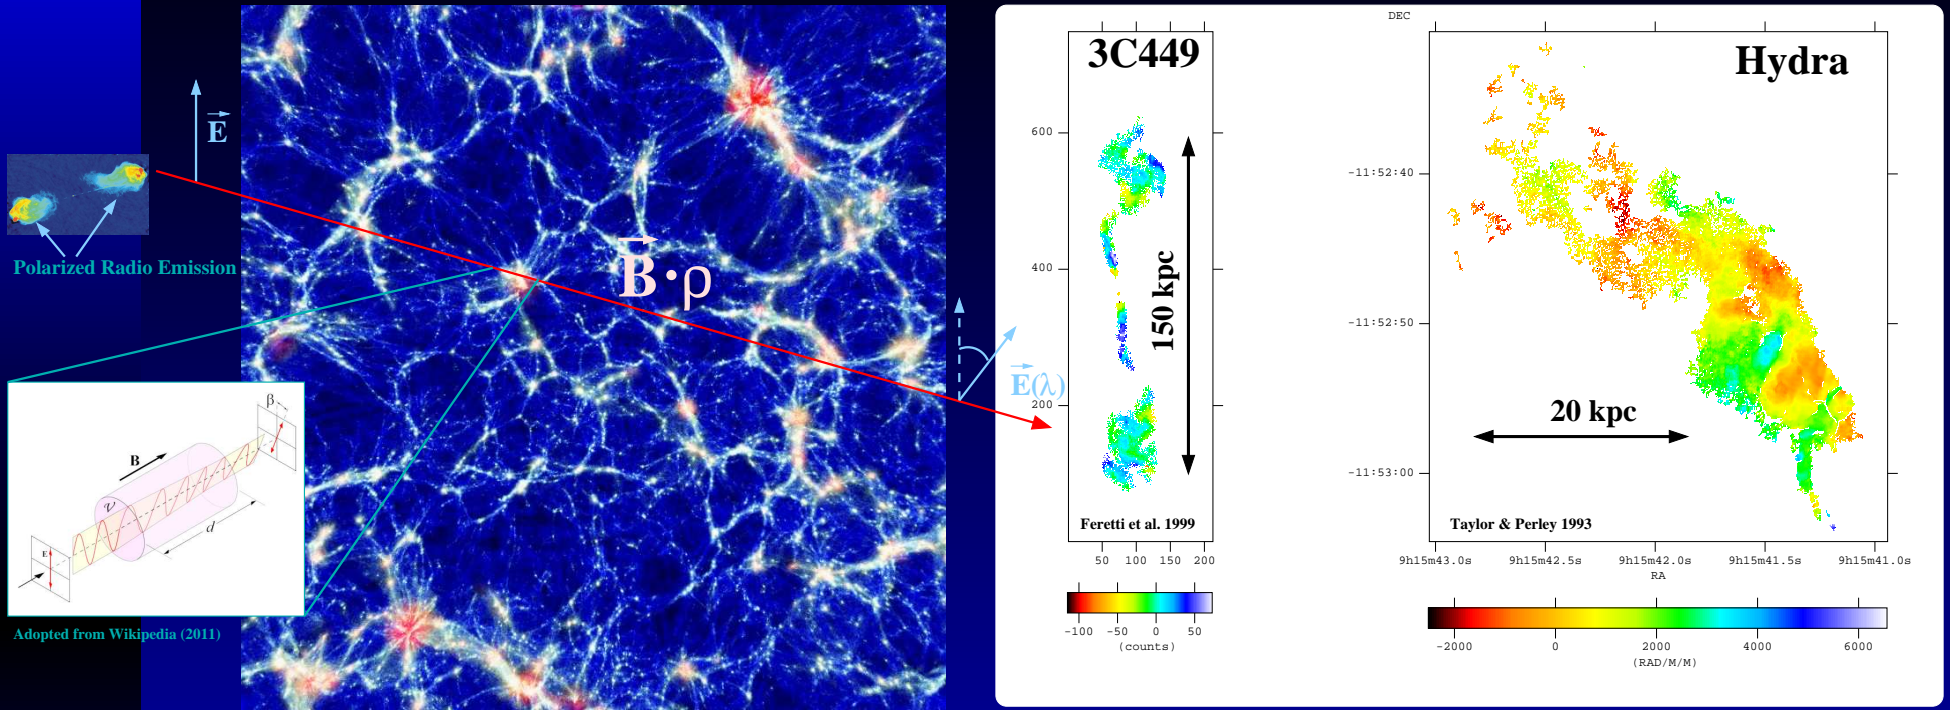 E
Polarized Radio Emission
B·ρ
E(λ)
B
β
𝒱
d
E
Adopted from Wikipedia (2011)
3C449
600
400
200
150 kpc
Feretti et al. 1999
50 100 150 200
-100 -50 0 50
(counts)
DEC
Hydra
-11:52:40
-11:52:50
-11:53:00
20 kpc
Taylor & Perley 1993
9h15m43.0s 9h15m42.5s 9h15m42.0s 9h15m41.5s 9h15m41.0s
RA
-2000 0 2000 4000 6000
(RAD/M/M)